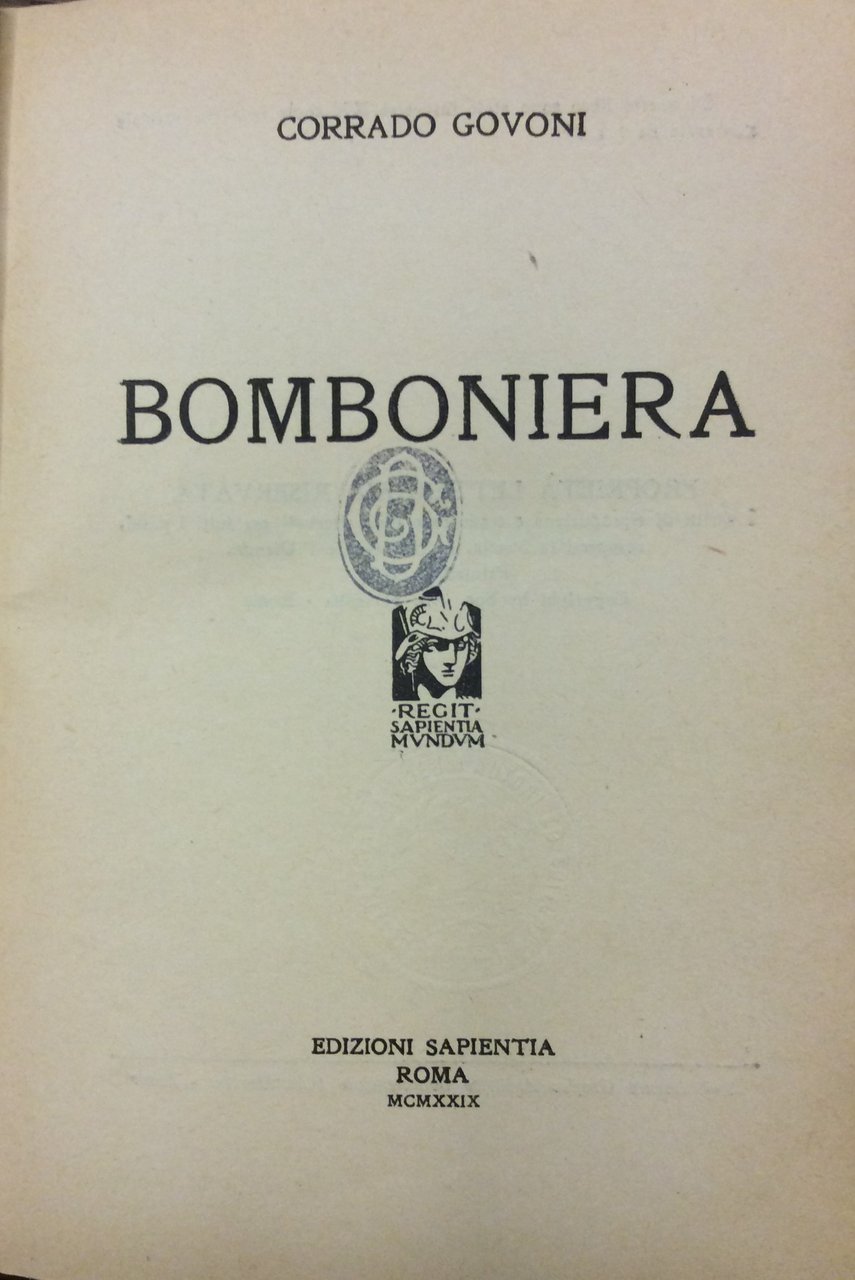 CORRADO GOVONI
BOMBONIERA
·REGIT·
SAPIENTIA
MVNDVM
EDIZIONI SAPIENTIA
ROMA
MCMXXIX